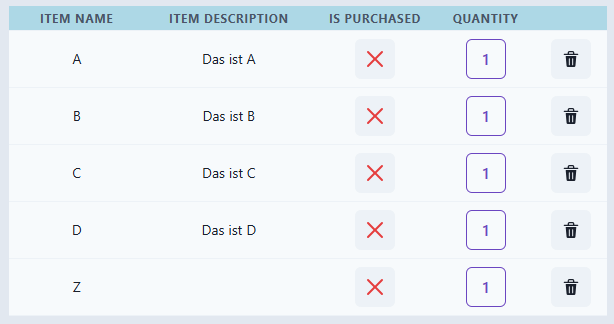 ITEM NAME ITEM DESCRIPTION IS PURCHASED QUANTITY
A Das ist A 1
B Das ist B 1
C Das ist C 1
D Das ist D 1
Z 1